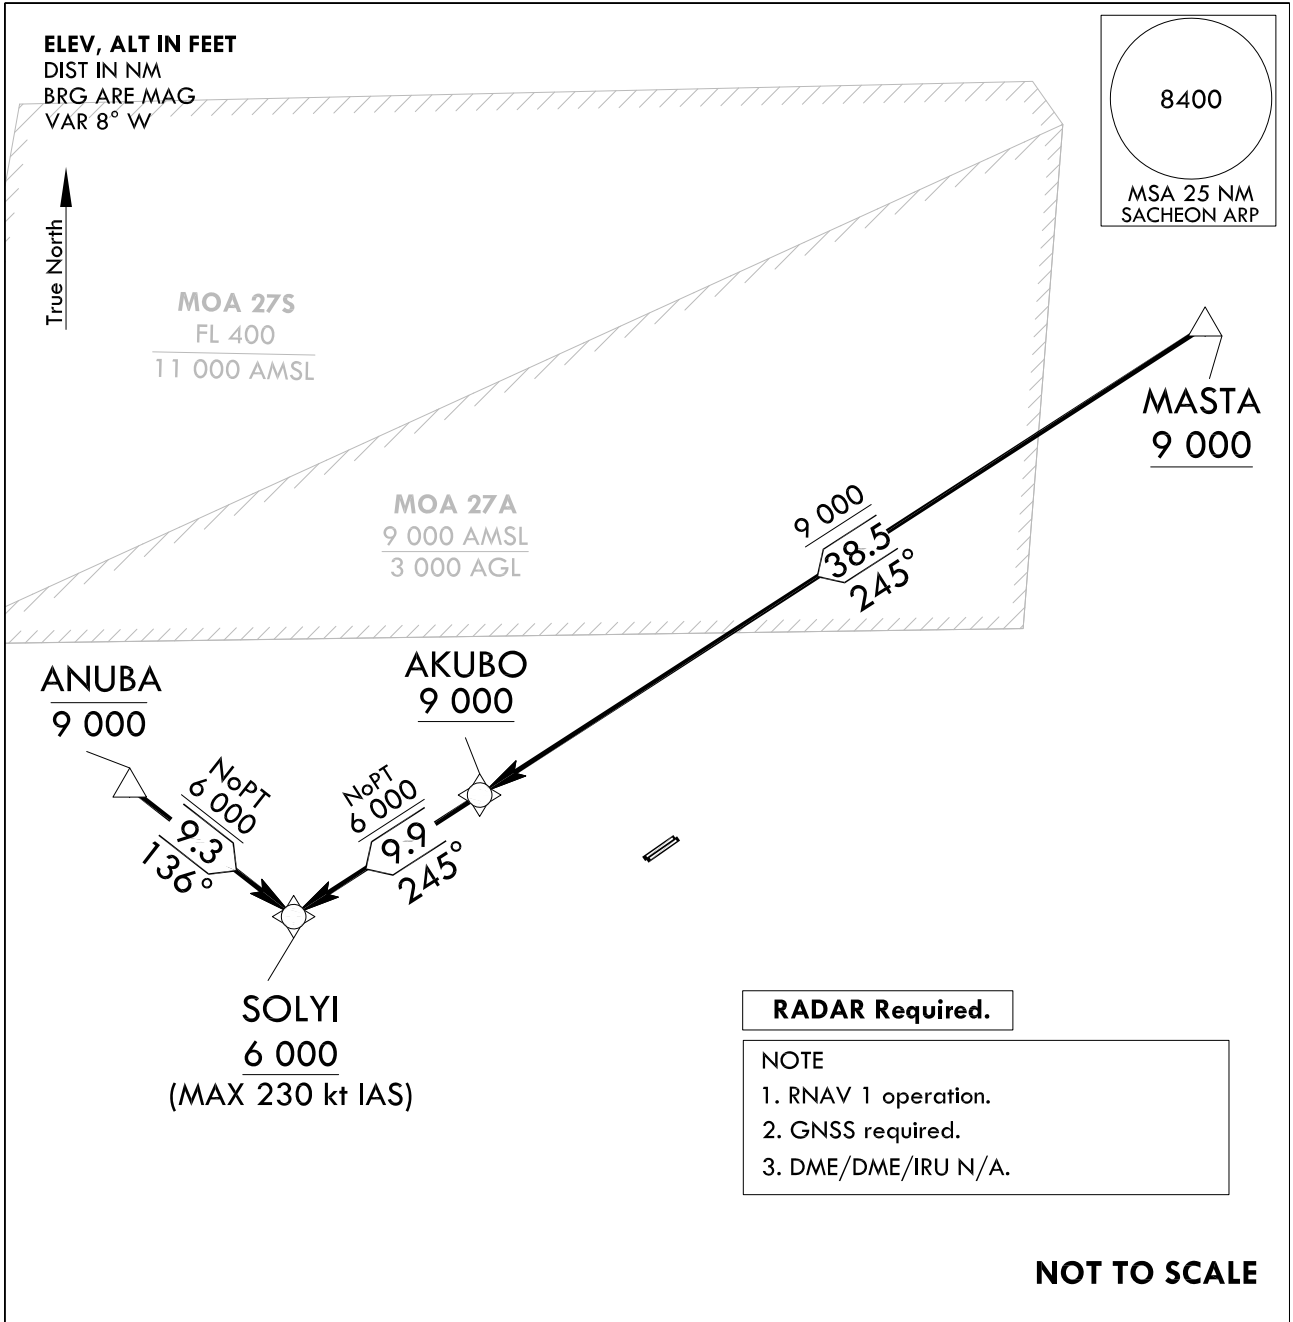 ELEV, ALT IN FEET
DIST IN NM
BRG ARE MAG
VAR 8° W
True North
8400
MSA 25 NM
SACHEON ARP
MOA 27S
FL 400
11 000 AMSL
MASTA
9 000
MOA 27A
9 000 AMSL
3 000 AGL
9 000
38.5
245°
ANUBA
9 000
AKUBO
9 000
NoPT
6 000
9.3
136°
NoPT
6 000
9.9
245°
SOLYI
6 000
(MAX 230 kt IAS)
RADAR Required.
NOTE
1. RNAV 1 operation.
2. GNSS required.
3. DME/DME/IRU N/A.
NOT TO SCALE